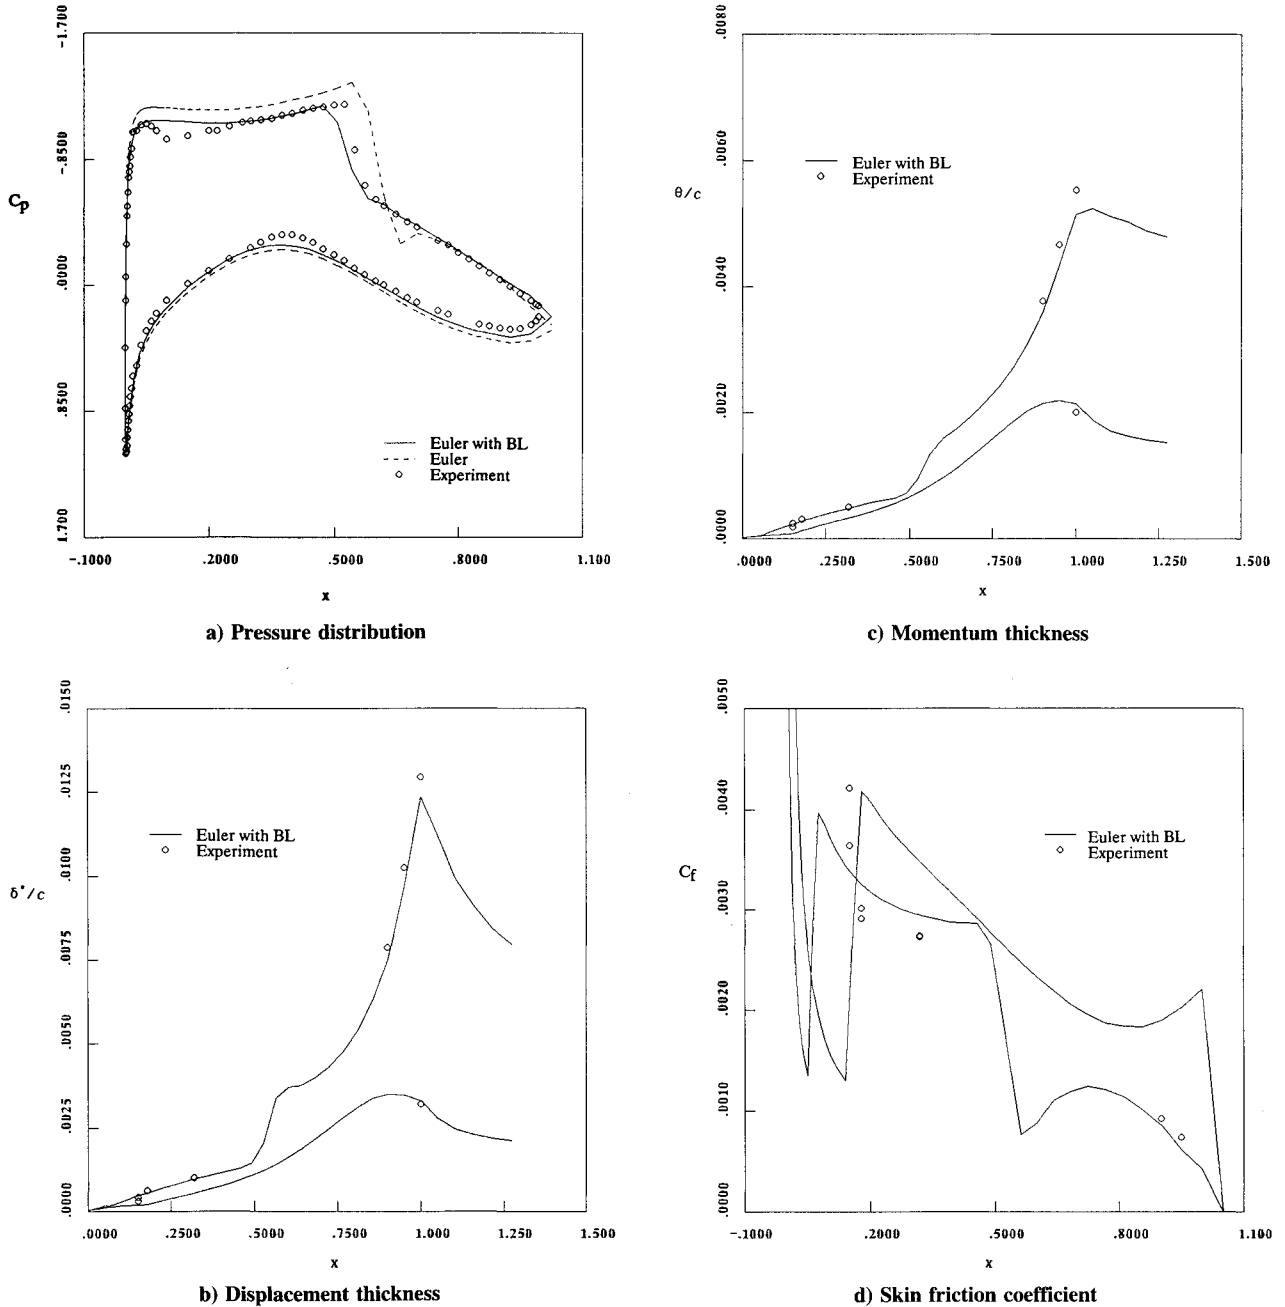 -1.700
-.8500
Cp
.0000
.8500
1.700
Euler with BL
Euler
Experiment
-.1000
.2000
.5000
.8000
1.100
x
a) Pressure distribution
.0080
.0060
Euler with BL
Experiment
θ/c
.0040
.0020
.0000
.0000
.2500
.5000
.7500
1.000
1.250
1.500
x
c) Momentum thickness
.0150
.0125
Euler with BL
Experiment
.0100
δ*/c
.0075
.0050
.0025
.0000
.0000
.2500
.5000
.7500
1.000
1.250
1.500
x
b) Displacement thickness
.0050
.0040
Euler with BL
Experiment
Cf
.0030
.0020
.0010
.0000
-.1000
.2000
.5000
.8000
1.100
x
d) Skin friction coefficient